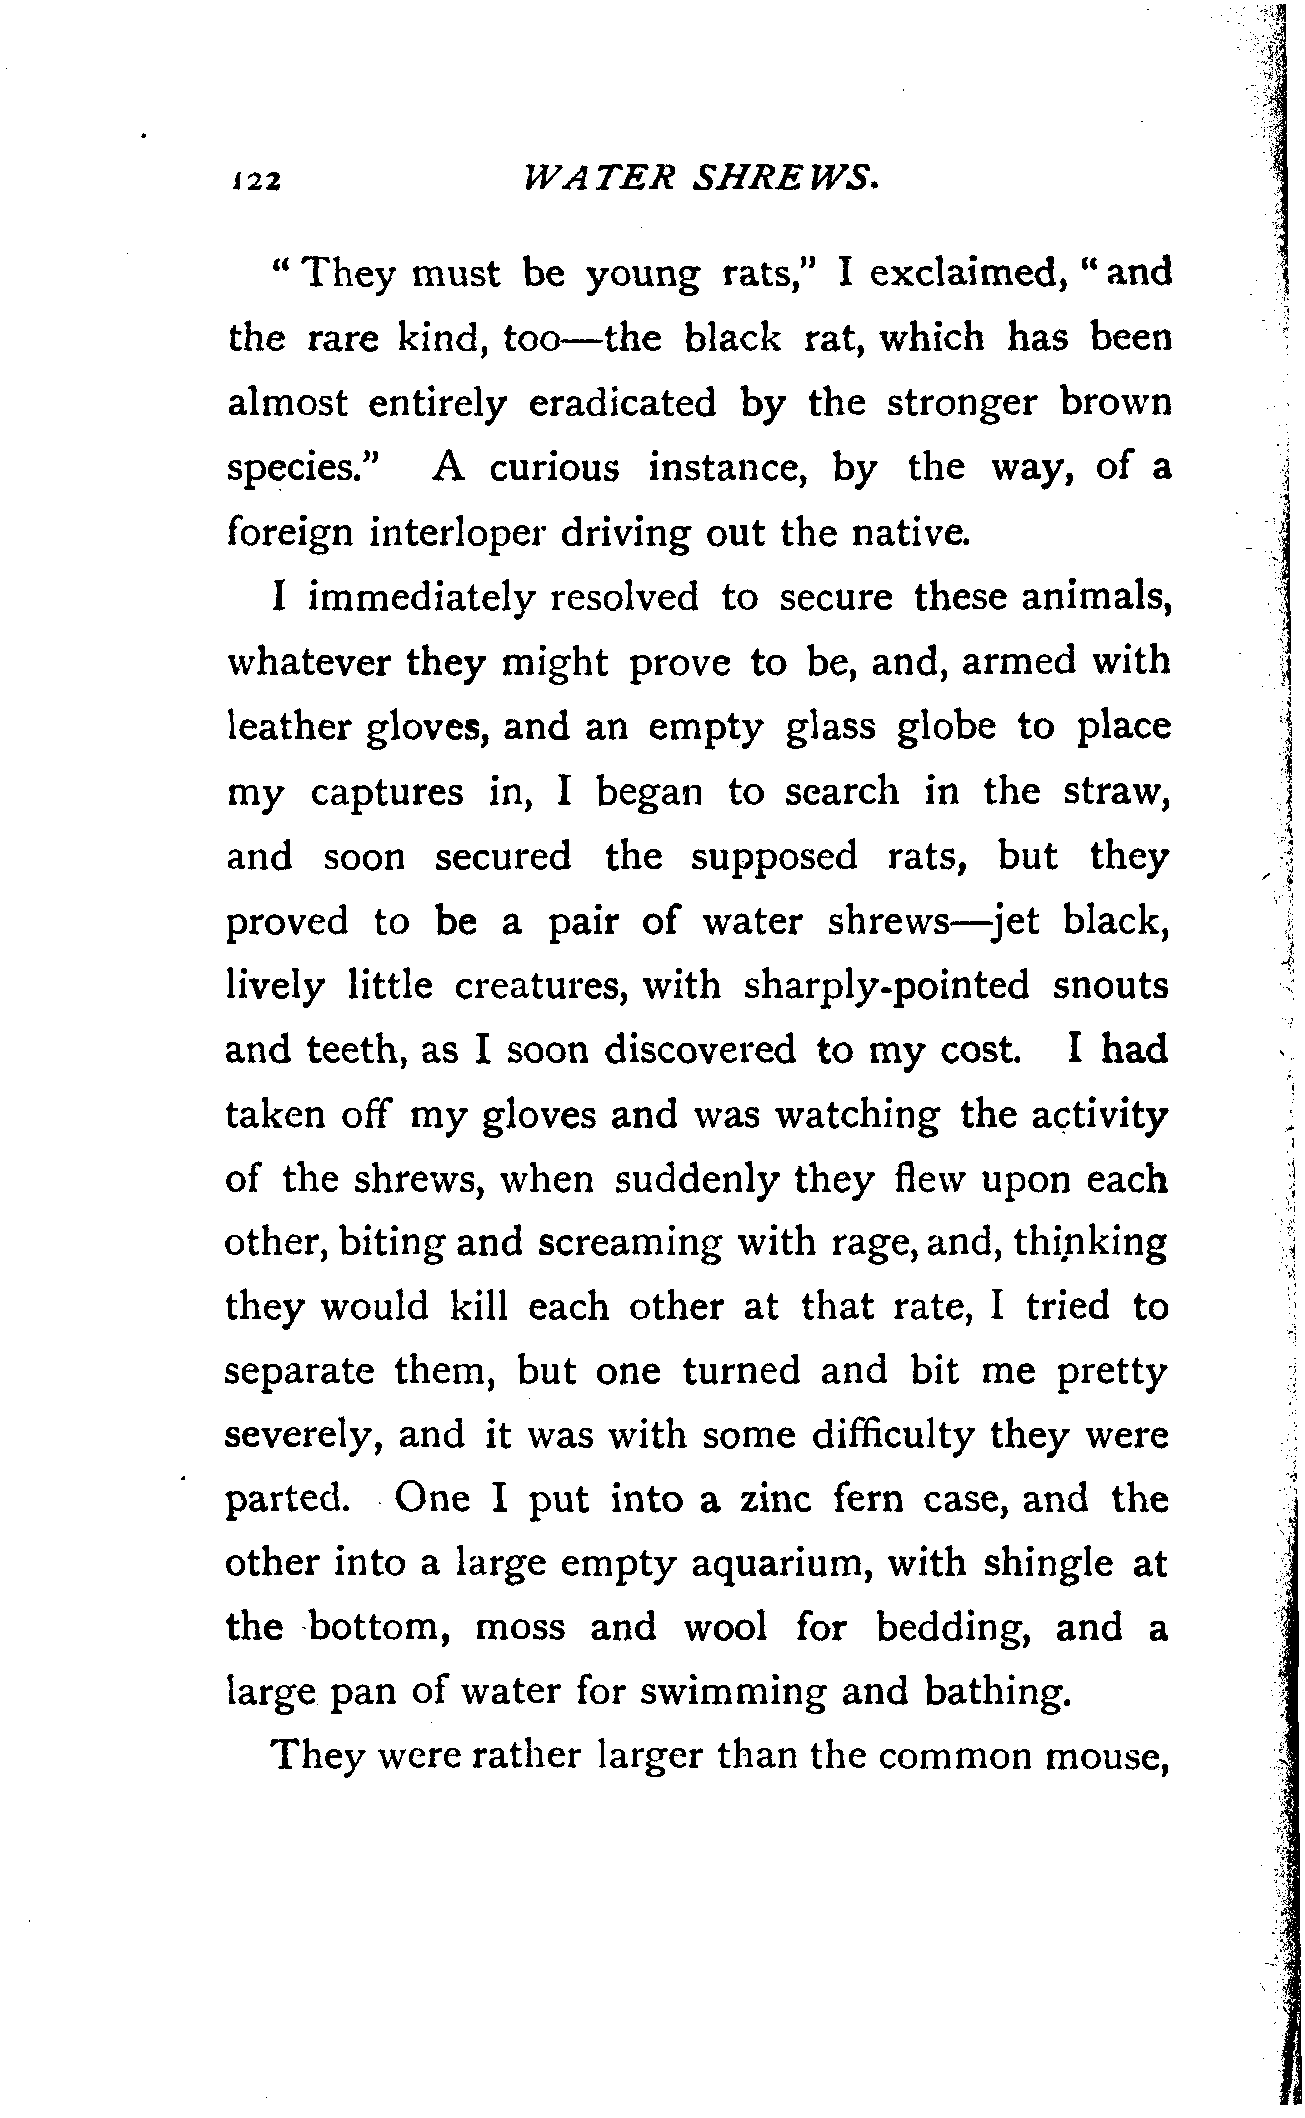 122 WATER SHREWS.
“They must be young rats,” I exclaimed, “and
the rare kind, too—the black rat, which has been
almost entirely eradicated by the stronger brown
species.” A curious instance, by the way, of a
foreign interloper driving out the native.
I immediately resolved to secure these animals,
whatever they might prove to be, and, armed with
leather gloves, and an empty glass globe to place
my captures in, I began to search in the straw,
and soon secured the supposed rats, but they
proved to be a pair of water shrews—jet black,
lively little creatures, with sharply-pointed snouts
and teeth, as I soon discovered to my cost. I had
taken off my gloves and was watching the activity
of the shrews, when suddenly they flew upon each
other, biting and screaming with rage, and, thinking
they would kill each other at that rate, I tried to
separate them, but one turned and bit me pretty
severely, and it was with some difficulty they were
parted. One I put into a zinc fern case, and the
other into a large empty aquarium, with shingle at
the bottom, moss and wool for bedding, and a
large pan of water for swimming and bathing.
They were rather larger than the common mouse,